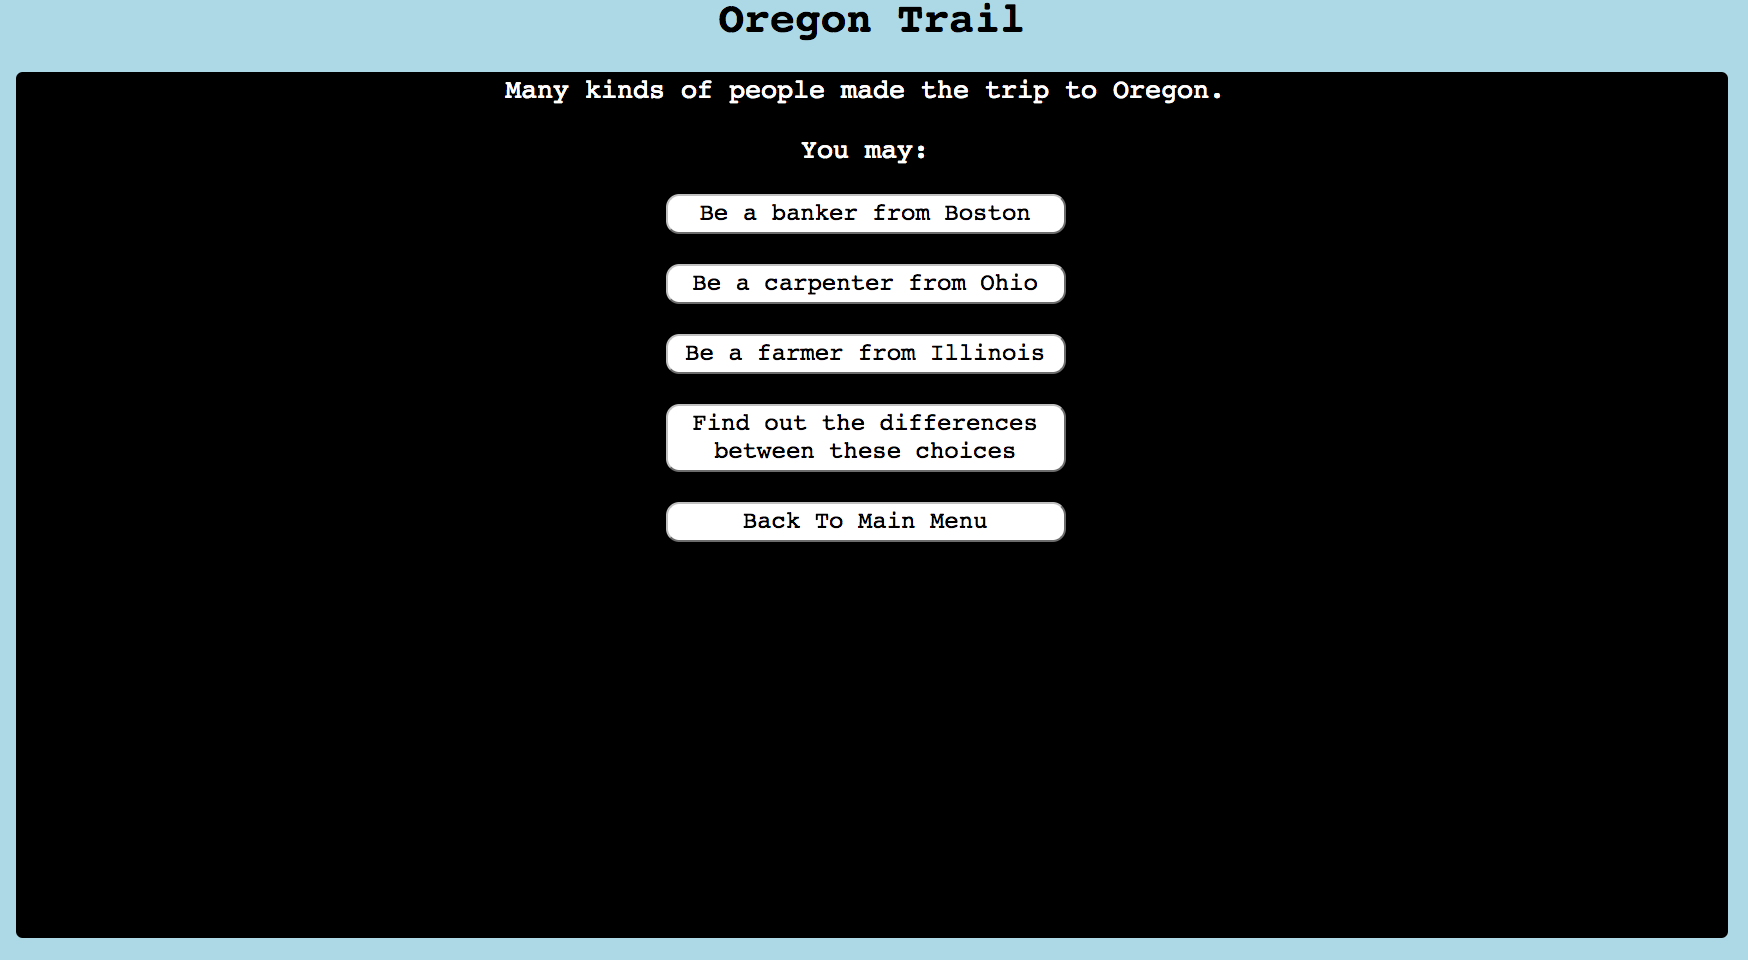 Oregon Trail
Many kinds of people made the trip to Oregon.
You may:
Be a banker from Boston
Be a carpenter from Ohio
Be a farmer from Illinois
Find out the differences
between these choices
Back To Main Menu